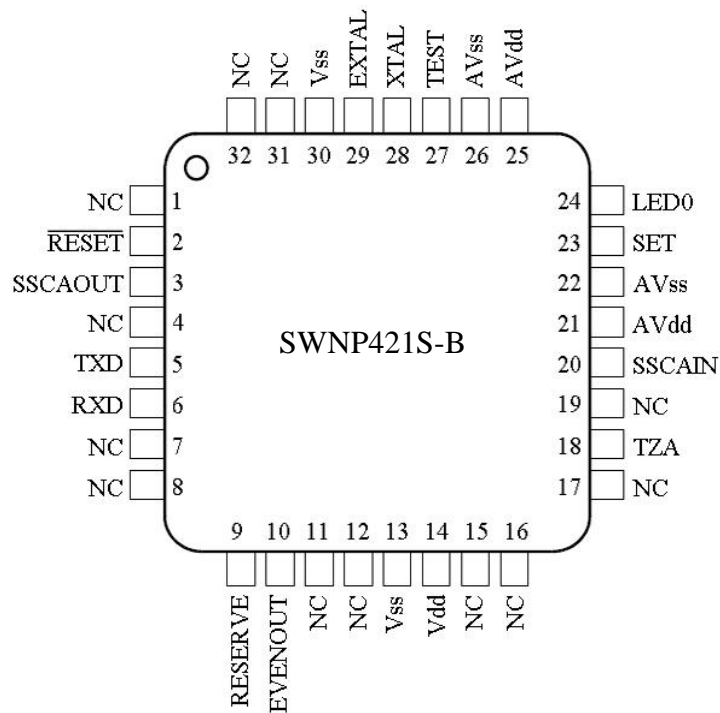 NC
NC
Vss
EXTAL
XTAL
TEST
AVss
AVdd
32 31 30 29 28 27 26 25
NC 1
RESET 2
SSCAOUT 3
NC 4
TXD 5
RXD 6
NC 7
NC 8
SWNP421S-B
24 LED0
23 SET
22 AVss
21 AVdd
20 SSCAIN
19 NC
18 TZA
17 NC
9 10 11 12 13 14 15 16
RESERVE
EVENOUT
NC
NC
Vss
Vdd
NC
NC